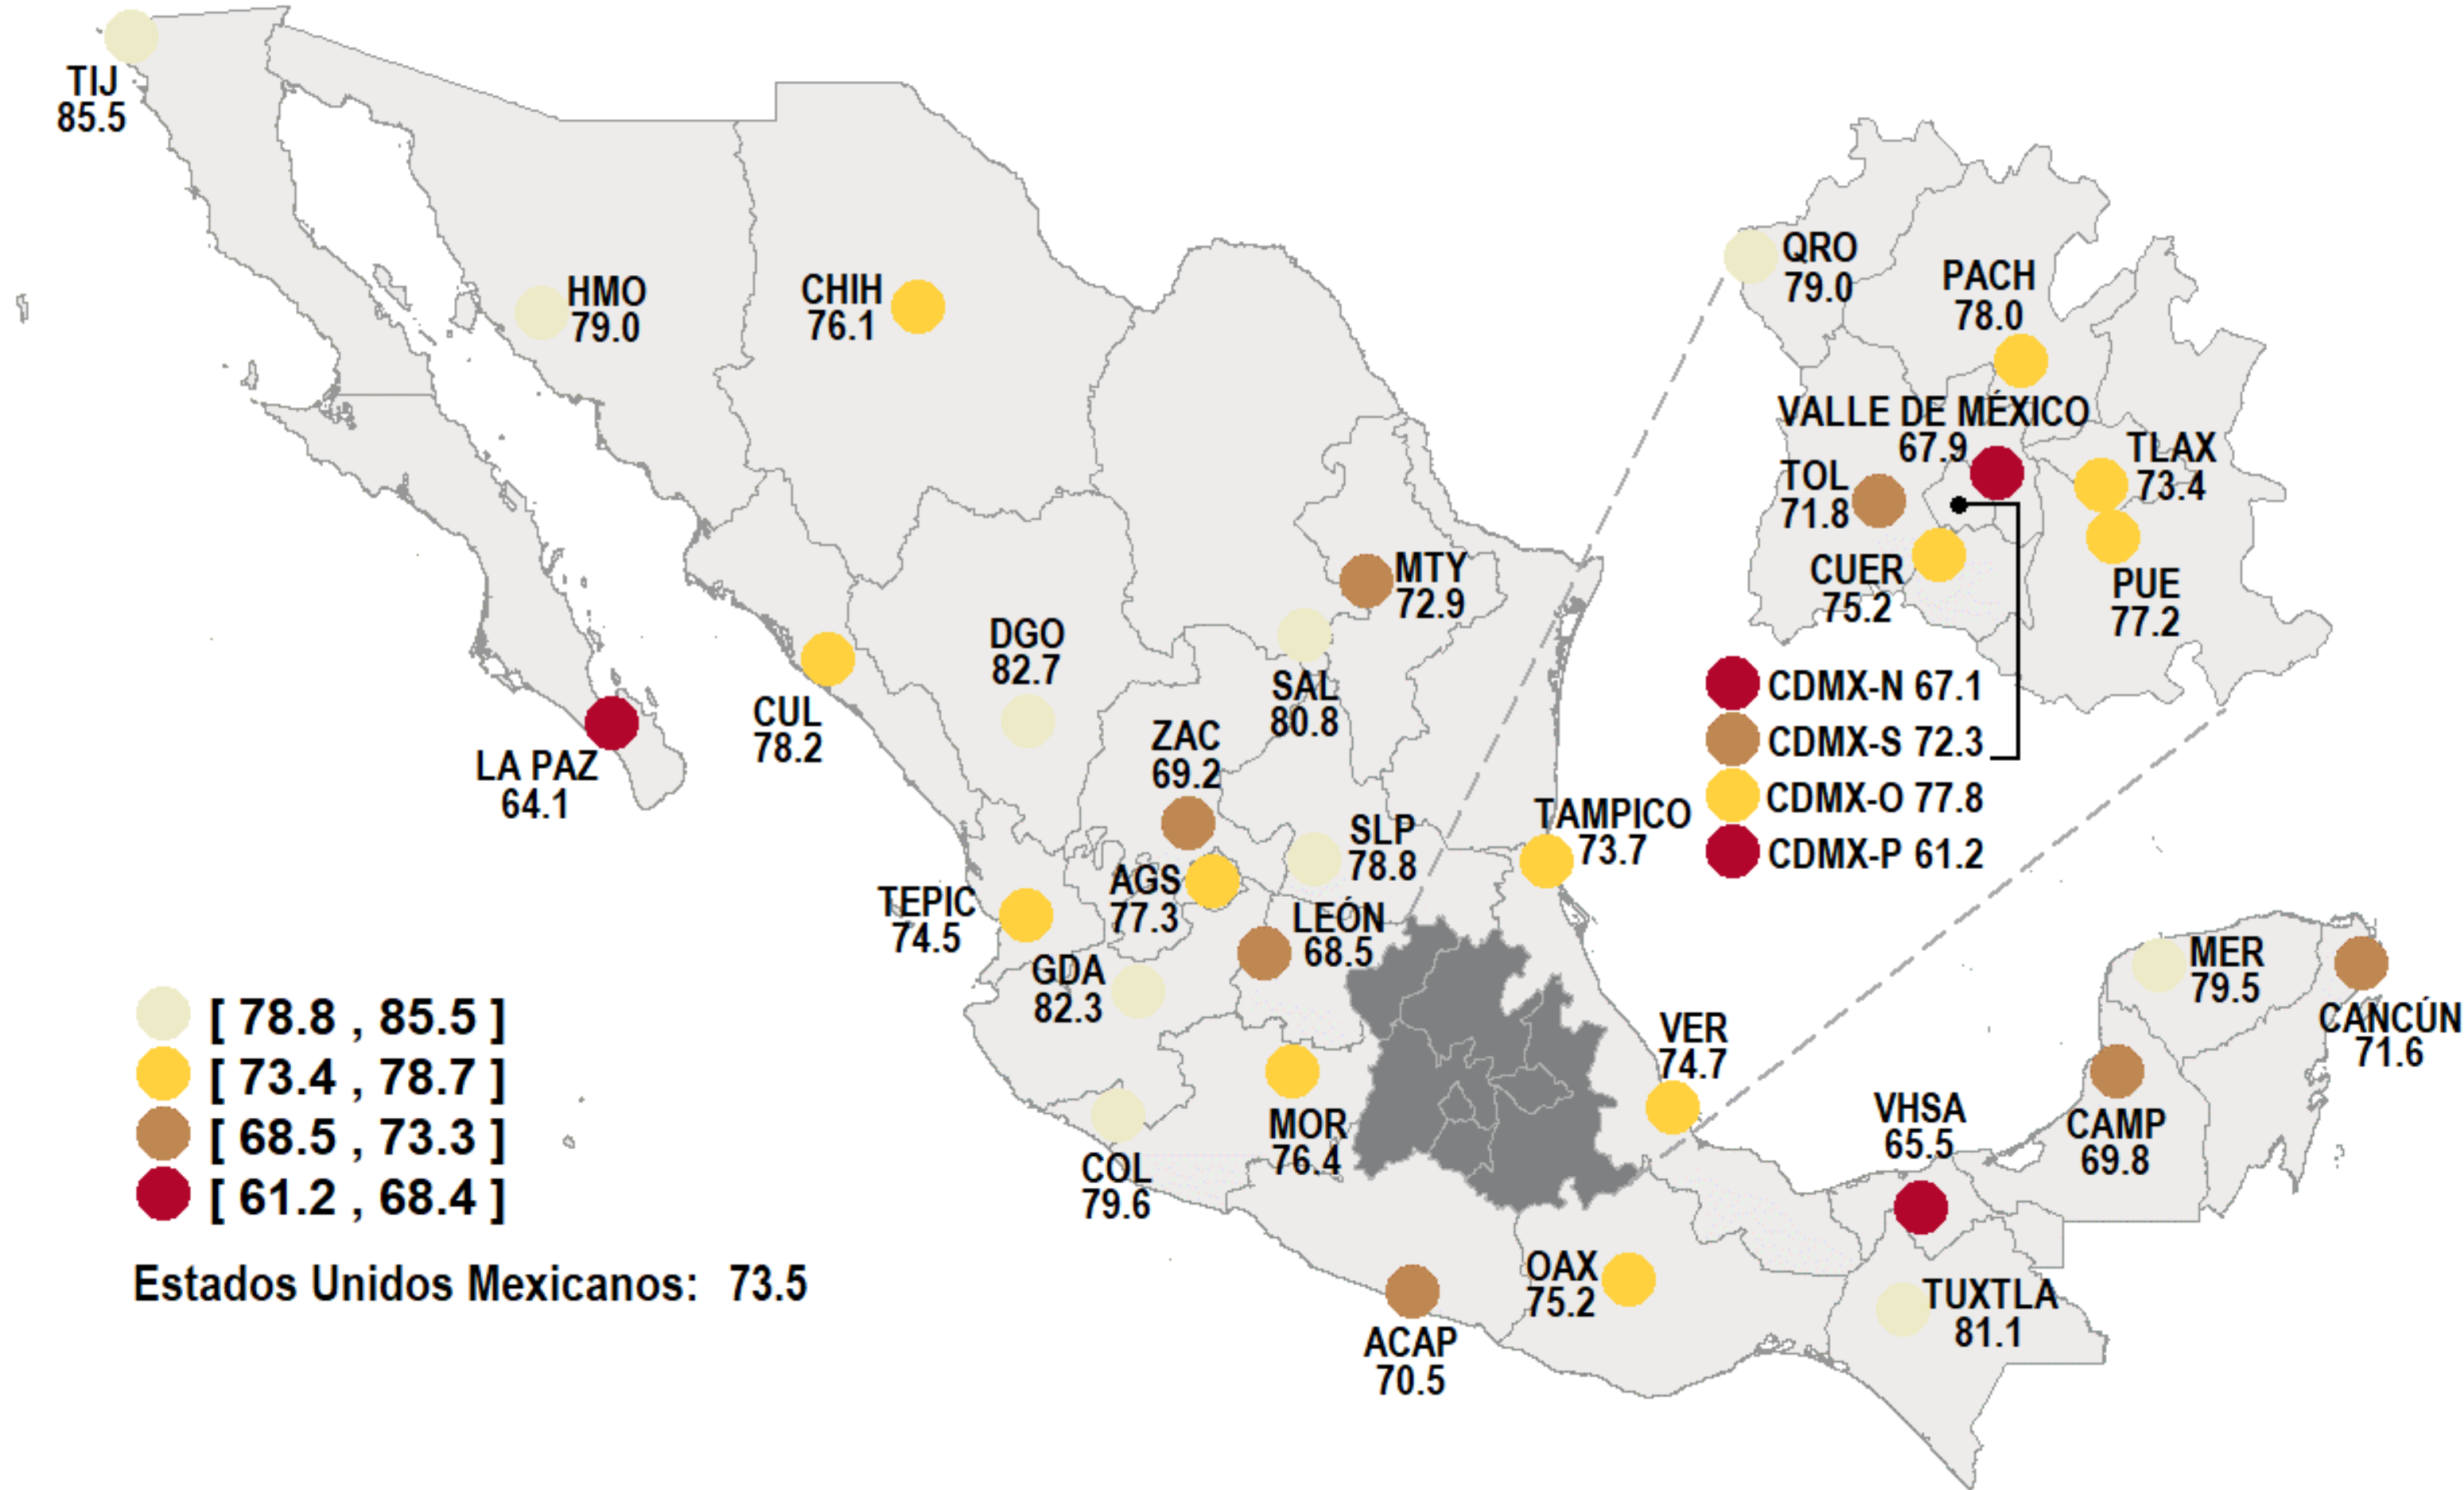 TIJ
85.5
HMO
79.0
CHIH
76.1
QRO
79.0
PACH
78.0
VALLE DE MÉXICO
67.9
TLAX
73.4
TOL
71.8
CUER
75.2
PUE
77.2
MTY
72.9
DGO
82.7
SAL
80.8
CUL
78.2
LA PAZ
64.1
ZAC
69.2
CDMX-N 67.1
CDMX-S 72.3
CDMX-O 77.8
CDMX-P 61.2
TAMPICO
73.7
SLP
78.8
AGS
77.3
TEPIC
74.5
LEÓN
68.5
GDA
82.3
MER
79.5
CANCÚN
71.6
VER
74.7
MOR
76.4
COL
79.6
VHSA
65.5
CAMP
69.8
OAX
75.2
TUXTLA
81.1
ACAP
70.5
[ 78.8 , 85.5 ]
[ 73.4 , 78.7 ]
[ 68.5 , 73.3 ]
[ 61.2 , 68.4 ]
Estados Unidos Mexicanos: 73.5